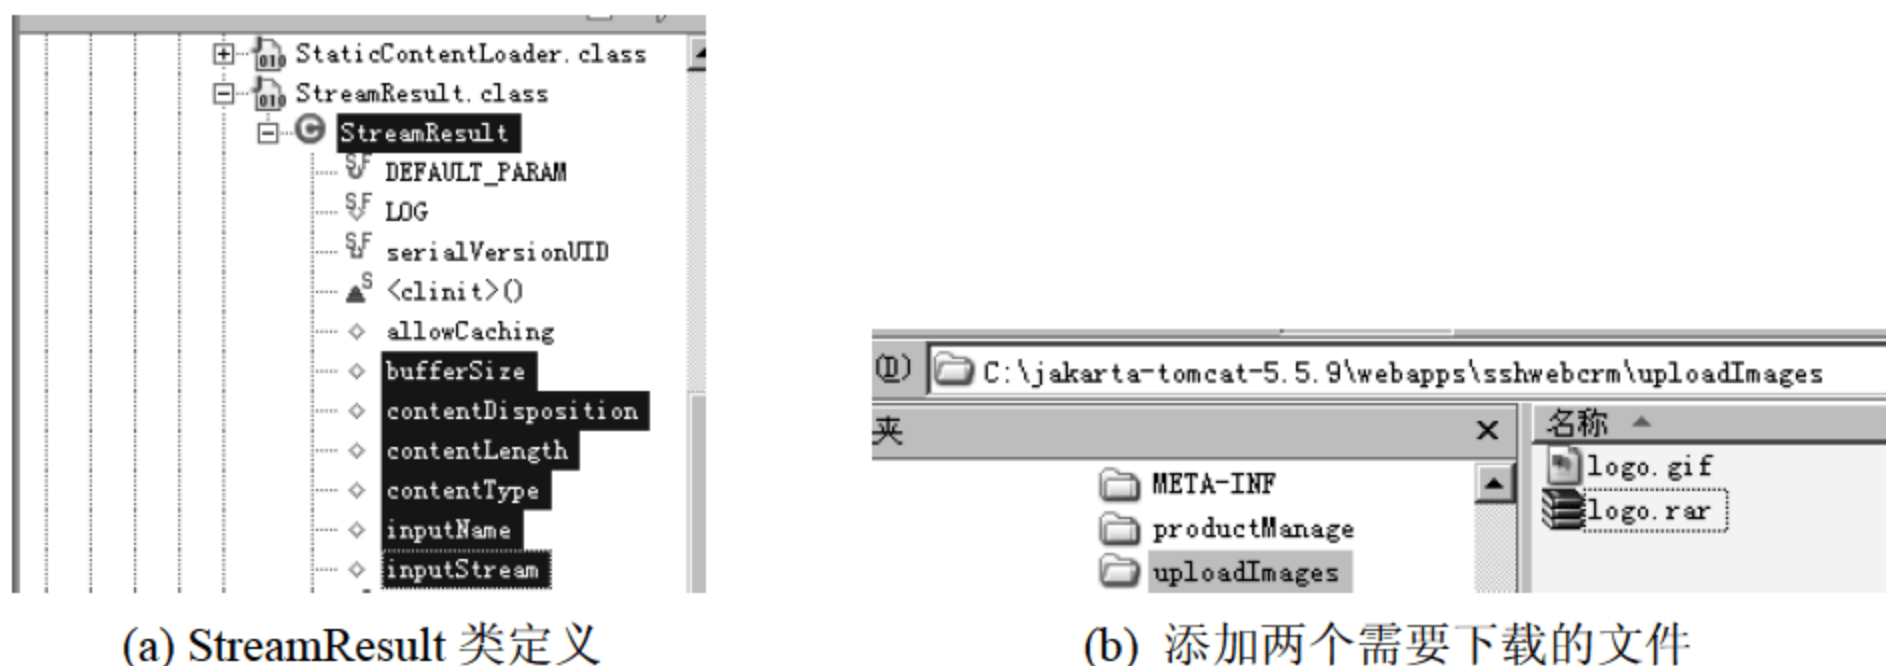 StaticContentLoader.class
StreamResult.class
StreamResult
DEFAULT_PARAM
LOG
serialVersionUID
<clinit>()
allowCaching
bufferSize
contentDisposition
contentLength
contentType
inputName
inputStream
(a) StreamResult 类定义
(D) C:\jakarta-tomcat-5.5.9\webapps\sshwebcrm\uploadImages
夹
名称
META-INF
productManage
uploadImages
logo.gif
logo.rar
(b) 添加两个需要下载的文件